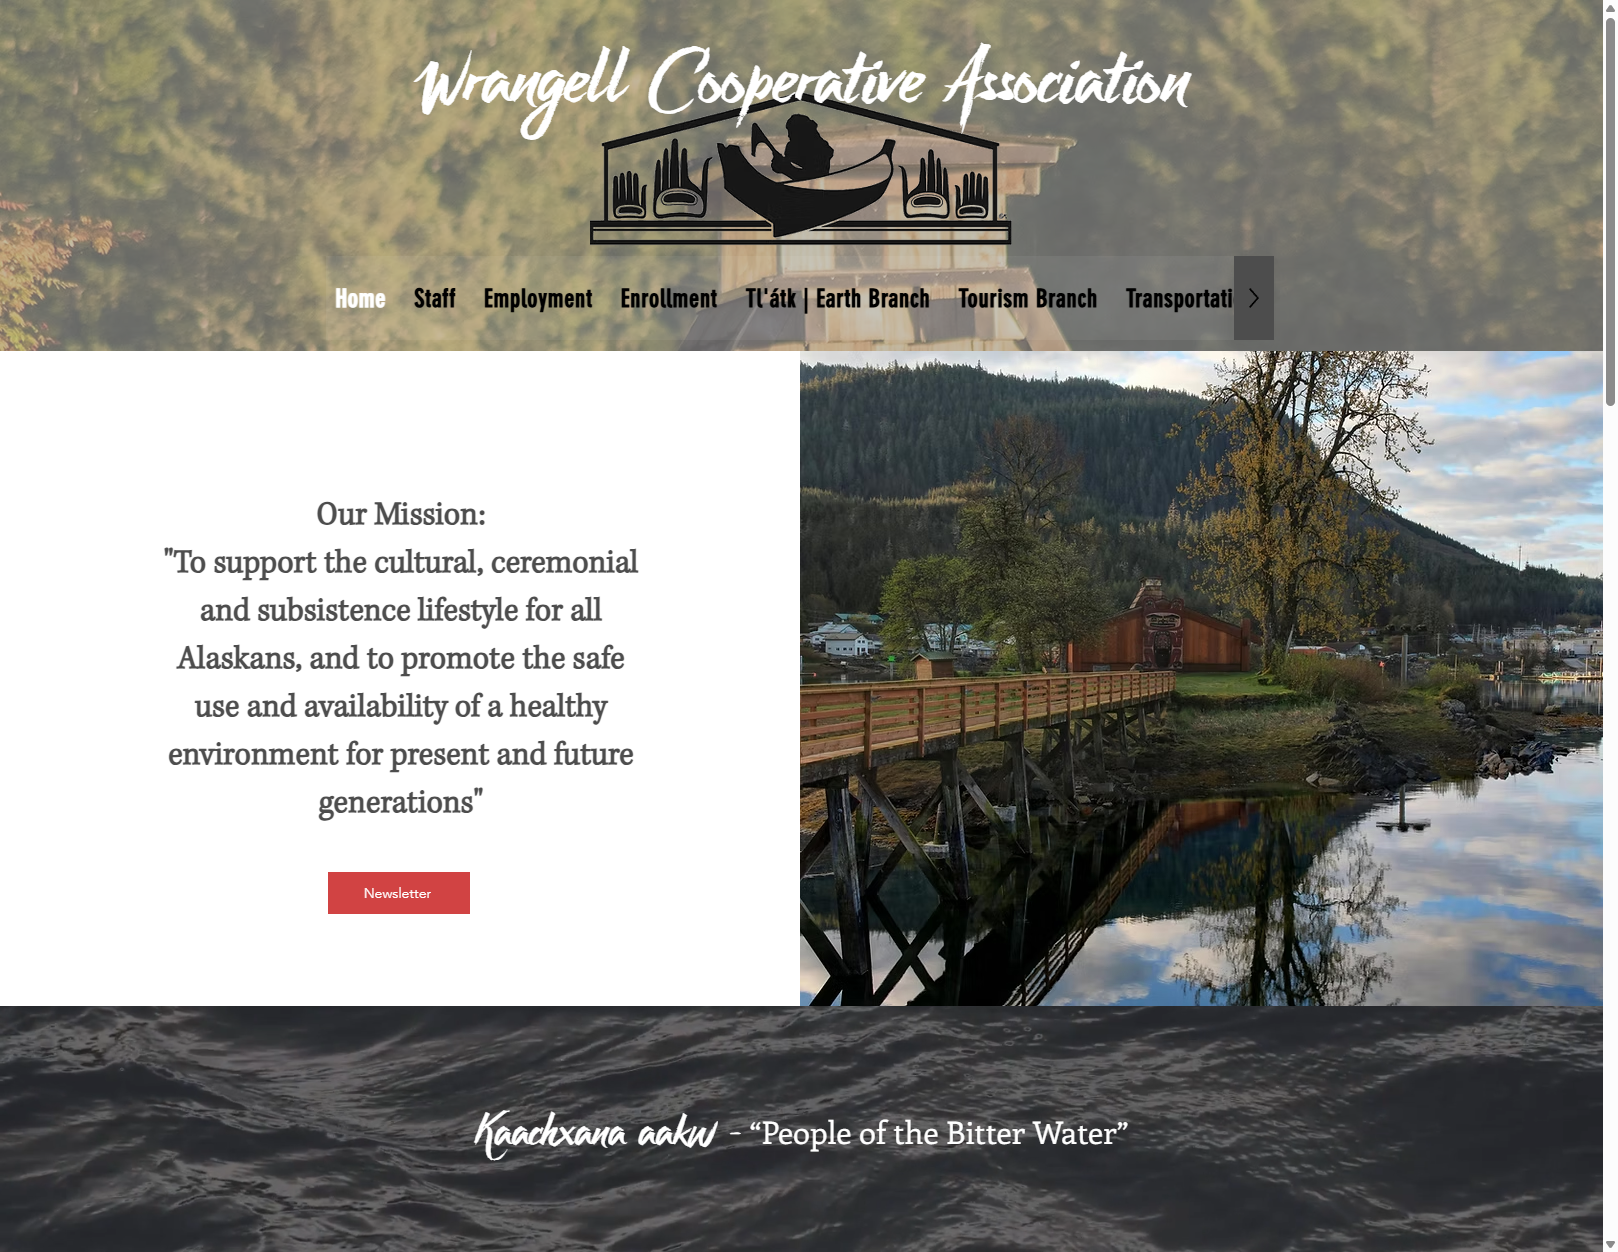 Wrangell Cooperative Association
Home Staff Employment Enrollment Tl'átk | Earth Branch Tourism Branch Transportati
Our Mission:
"To support the cultural, ceremonial
and subsistence lifestyle for all
Alaskans, and to promote the safe
use and availability of a healthy
environment for present and future
generations"
Newsletter
Kaachxana aakw - “People of the Bitter Water”